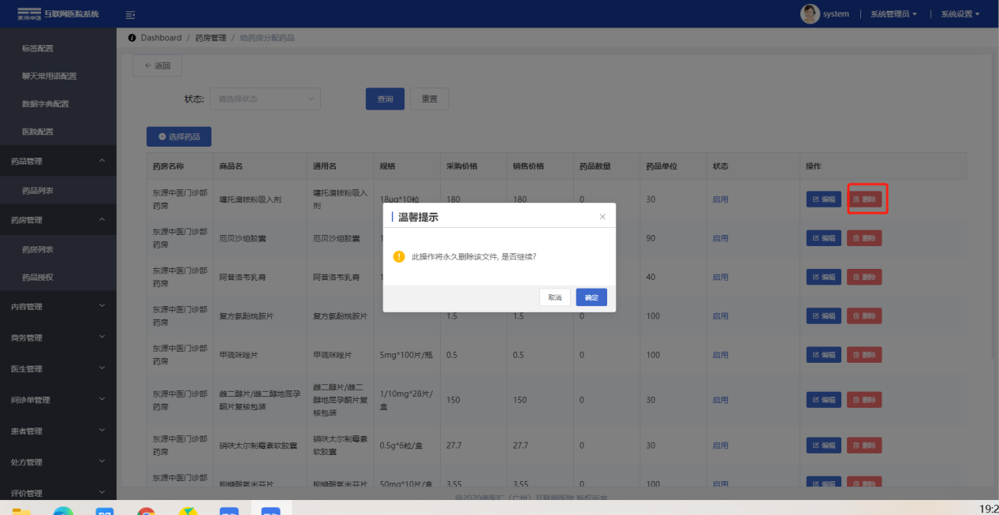 互联网医院系统
system | 系统管理员 | 系统设置
Dashboard / 药房管理 / 给药房分配药品
标签配置
聊天常用语配置
数据字典配置
医院配置
药品管理
药品列表
药房管理
药房列表
药品授权
内容管理
商务管理
医生管理
问诊单管理
患者管理
处方管理
评价管理
← 返回
状态: 请选择状态 查询 重置
选择药品
药房名称 商品名 通用名 规格 采购价格 销售价格 药品数量 药品单位 状态 操作
东源中医门诊部 噻托溴铵粉吸入剂 噻托溴铵粉吸入 18ug*10粒 180 180 0 30 启用 编辑 删除
药房 剂
东源中医门诊部 厄贝沙坦胶囊 厄贝沙坦胶囊 90 启用 编辑 删除
药房
东源中医门诊部 阿昔洛韦乳膏 阿昔洛韦乳膏 40 启用 编辑 删除
药房
东源中医门诊部 复方氨酚烷胺片 复方氨酚烷胺片 1.5 1.5 0 100 启用 编辑 删除
药房
东源中医门诊部 甲巯咪唑片 甲巯咪唑片 5mg*100片/瓶 0.5 0.5 0 100 启用 编辑 删除
药房
东源中医门诊部 雌二醇片/雌二醇地屈孕 雌二醇片/雌二 1/10mg*28片/ 150 150 0 30 启用 编辑 删除
药房 酮片复核包装 醇地屈孕酮片复 盒
核包装
东源中医门诊部 硝呋太尔制霉素软胶囊 硝呋太尔制霉素 0.5g*6粒/盒 27.7 27.7 0 30 启用 编辑 删除
药房 软胶囊
东源中医门诊部 枸橼酸氯米芬片 枸橼酸氯米芬片 50mg*10片/盒 3.55 3.55 0 100 启用 编辑 删除
温馨提示
此操作将永久删除该文件, 是否继续?
取消 确定
©2020德医汇（广州）互联网医院 版权所有
19:2